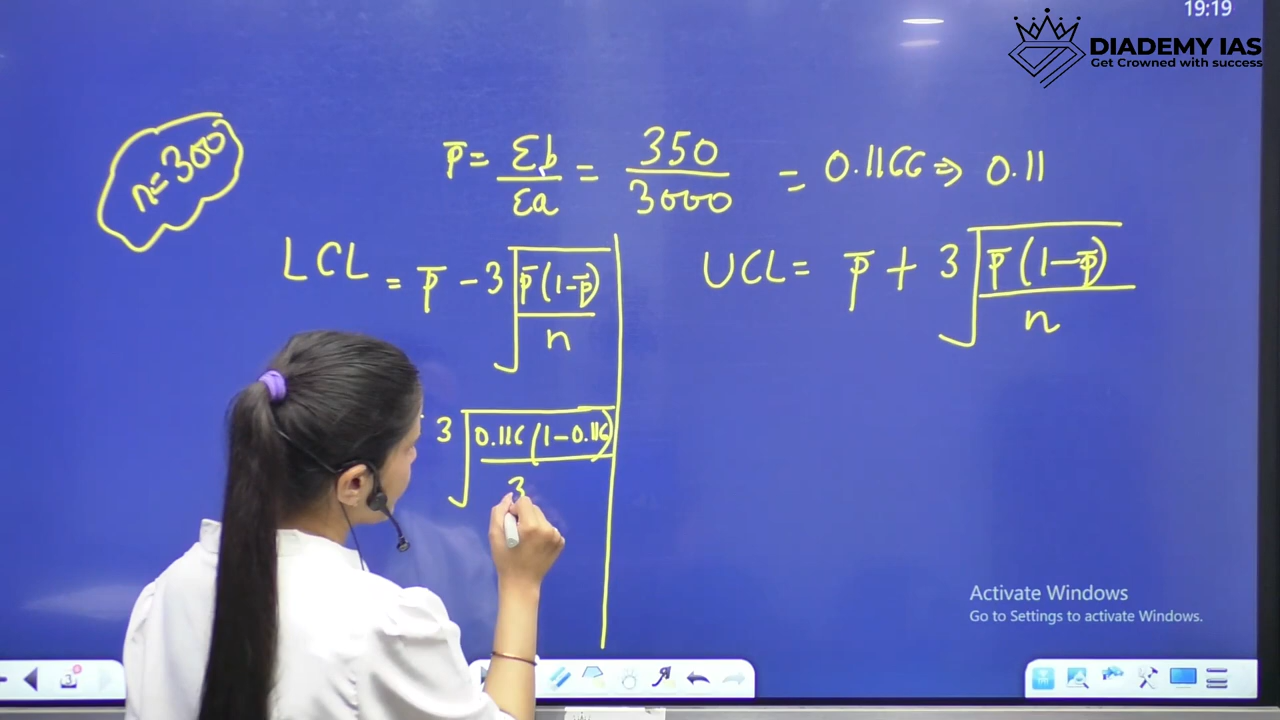 19:19
DIADEMY IAS
Get Crowned with success
n=300
p̄ = Σb/Σa = 350/3000 = 0.1166 ⇒ 0.11
LCL = p̄ - 3√(p̄(1-p̄)/n)
UCL = p̄ + 3√(p̄(1-p̄)/n)
3√(0.116(1-0.116)/3
Activate Windows
Go to Settings to activate Windows.